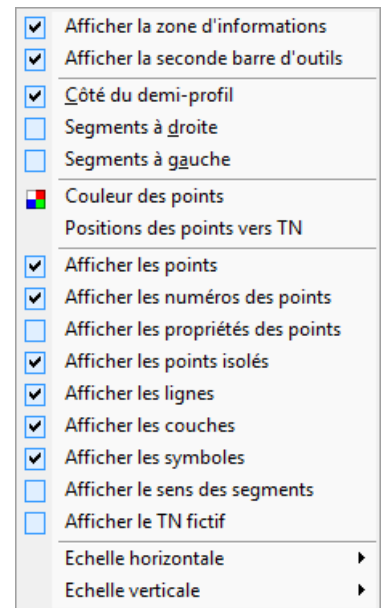 Afficher la zone d'informations
Afficher la seconde barre d'outils
Côté du demi-profil
Segments à droite
Segments à gauche
Couleur des points
Positions des points vers TN
Afficher les points
Afficher les numéros des points
Afficher les propriétés des points
Afficher les points isolés
Afficher les lignes
Afficher les couches
Afficher les symboles
Afficher le sens des segments
Afficher le TN fictif
Echelle horizontale
Echelle verticale